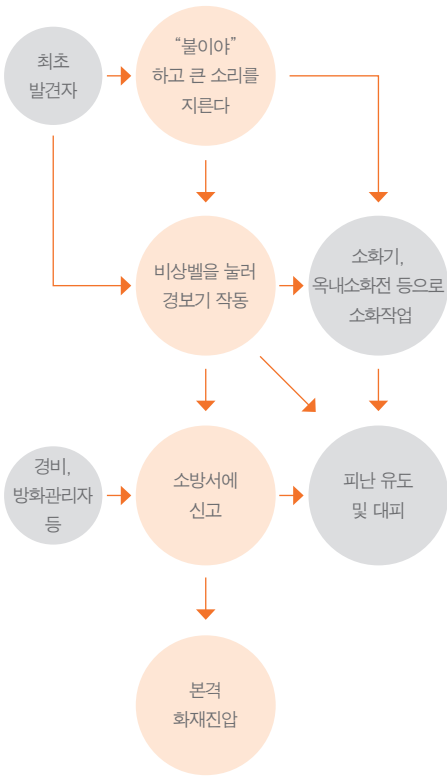 최초
발견자
“불이야”
하고 큰 소리를
지른다
비상벨을 눌러
경보기 작동
소화기,
옥내소화전 등으로
소화작업
경비,
방화관리자
등
소방서에
신고
피난 유도
및 대피
본격
화재진압